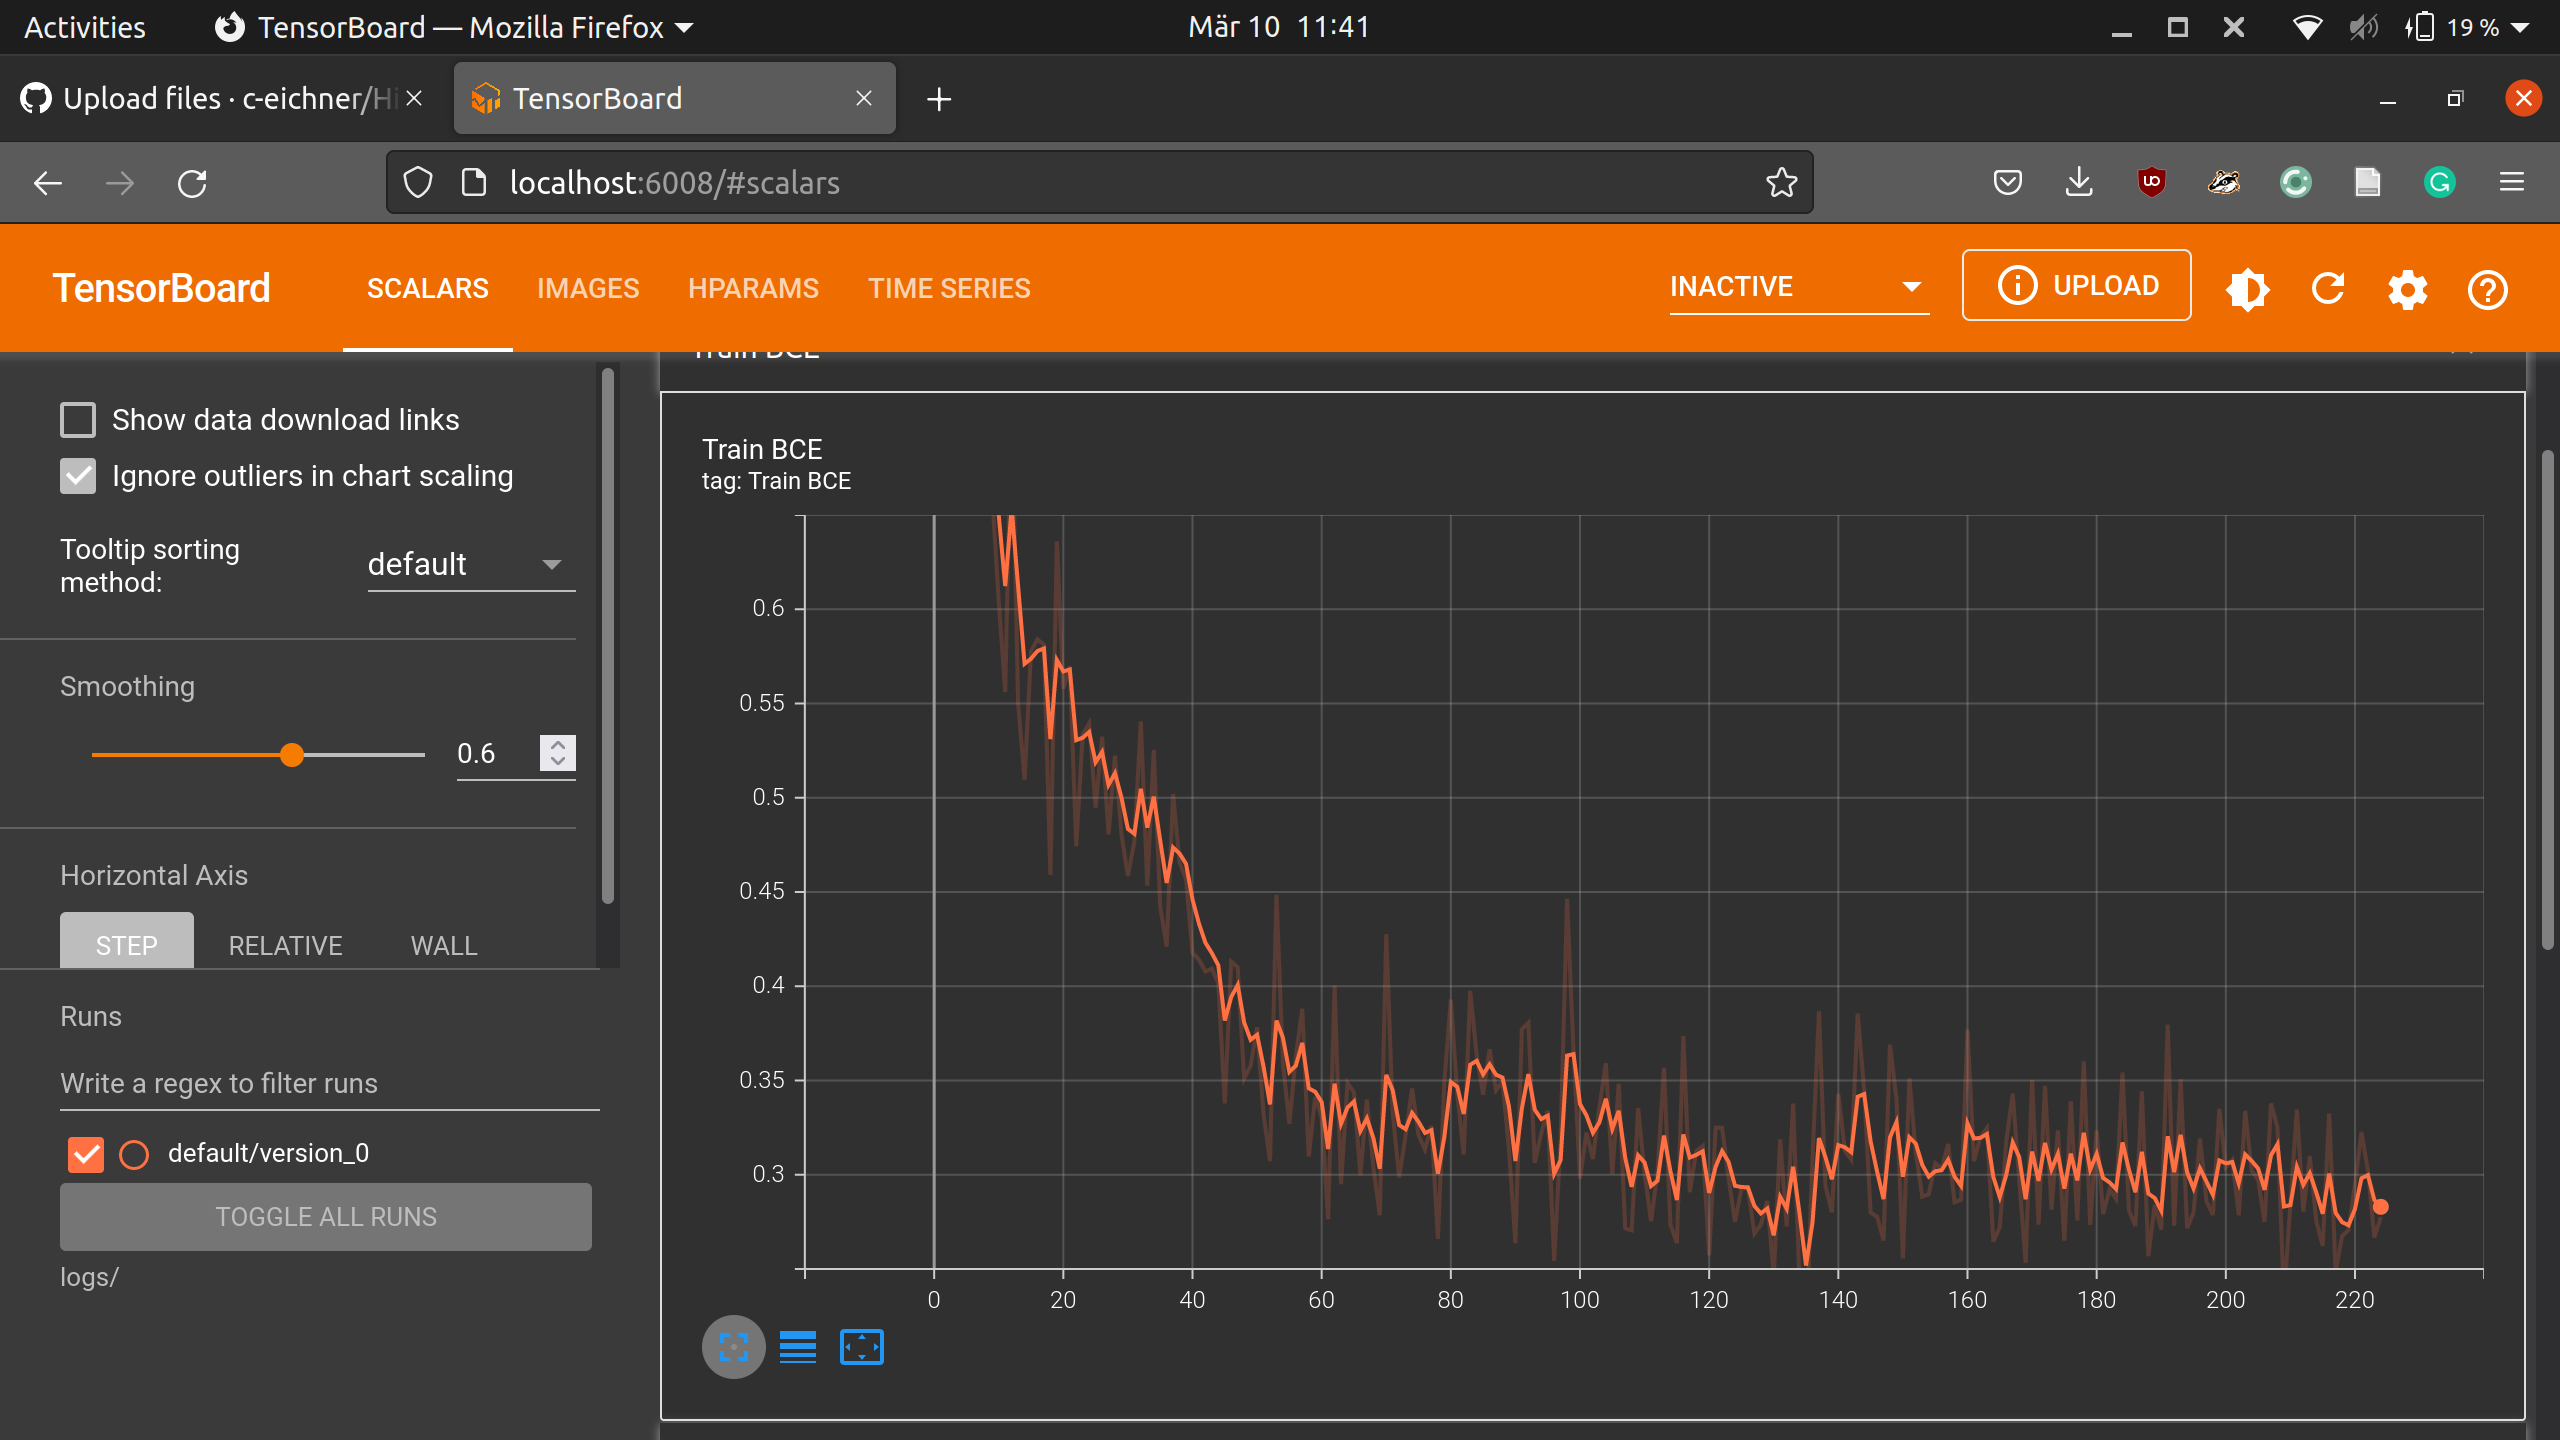 Activities
TensorBoard — Mozilla Firefox
Mär 10 11:41
19 %
Upload files · c-eichner/Hi
TensorBoard
localhost:6008/#scalars
TensorBoard
SCALARS
IMAGES
HPARAMS
TIME SERIES
INACTIVE
UPLOAD
Show data download links
Ignore outliers in chart scaling
Tooltip sorting
method:
default
Smoothing
0.6
Horizontal Axis
STEP
RELATIVE
WALL
Runs
Write a regex to filter runs
default/version_0
TOGGLE ALL RUNS
logs/
Train BCE
Train BCE
tag: Train BCE
0.6
0.55
0.5
0.45
0.4
0.35
0.3
0
20
40
60
80
100
120
140
160
180
200
220